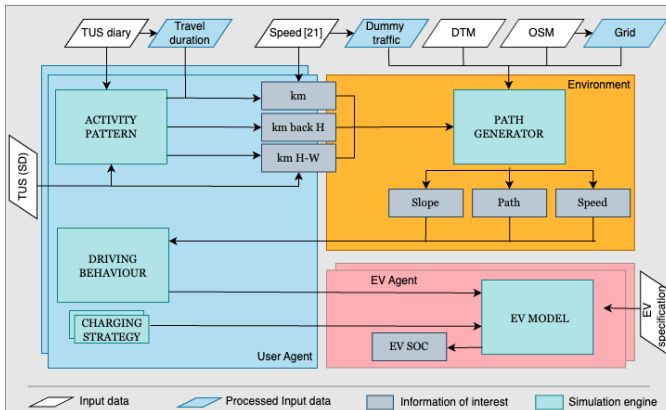 TUS diary
Travel
duration
Speed [21]
Dummy
traffic
DTM
OSM
Grid
Environment
ACTIVITY
PATTERN
km
km back H
km H-W
PATH
GENERATOR
TUS (SD)
Slope
Path
Speed
DRIVING
BEHAVIOUR
EV Agent
CHARGING
STRATEGY
EV MODEL
EV SOC
EV
specification
User Agent
Input data
Processed Input data
Information of interest
Simulation engine